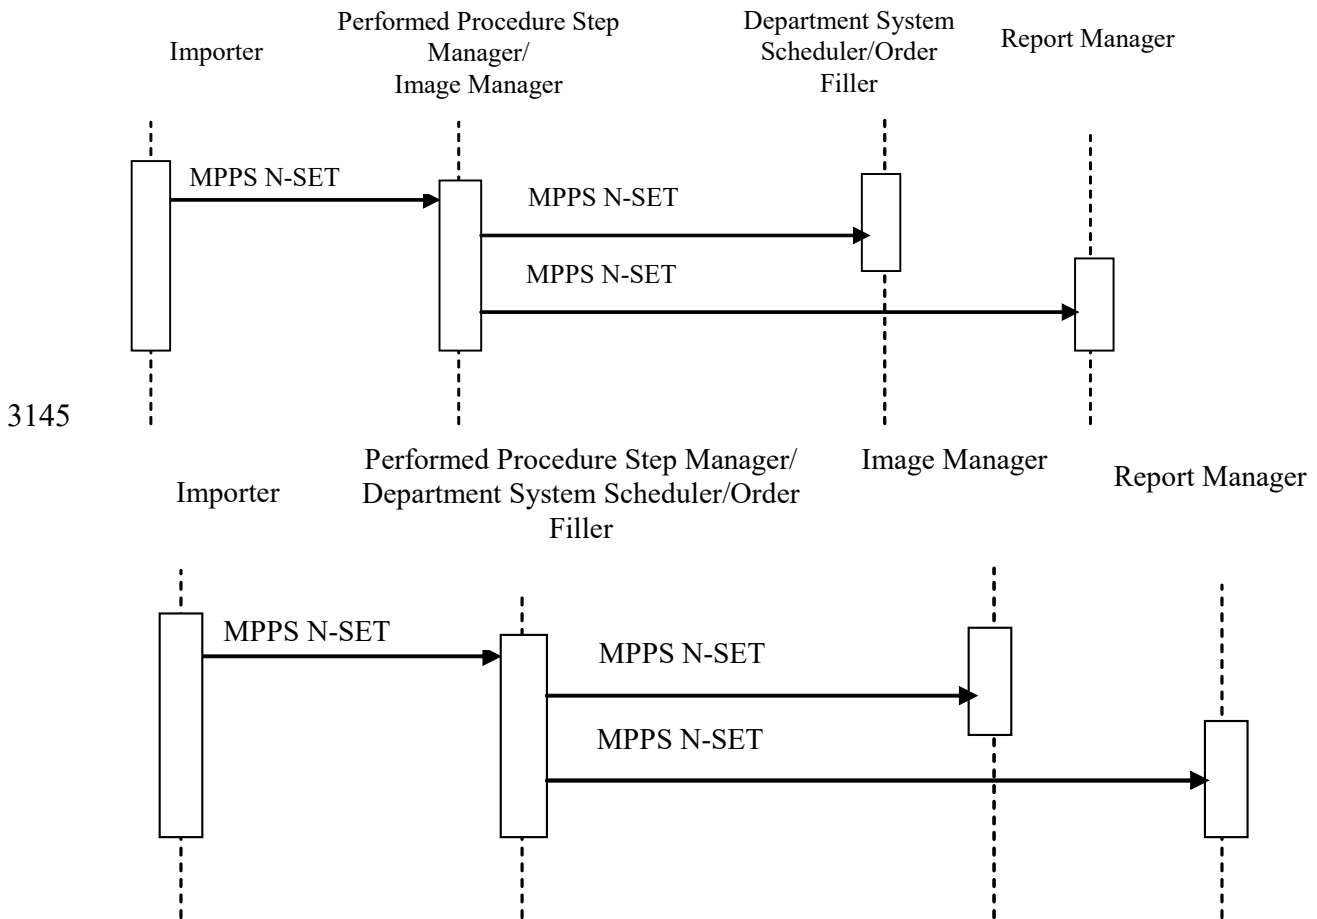 Importer
Performed Procedure Step
Manager/
Image Manager
Department System
Scheduler/Order
Filler
Report Manager
MPPS N-SET
MPPS N-SET
MPPS N-SET
3145
Importer
Performed Procedure Step Manager/
Department System Scheduler/Order
Filler
Image Manager
Report Manager
MPPS N-SET
MPPS N-SET
MPPS N-SET